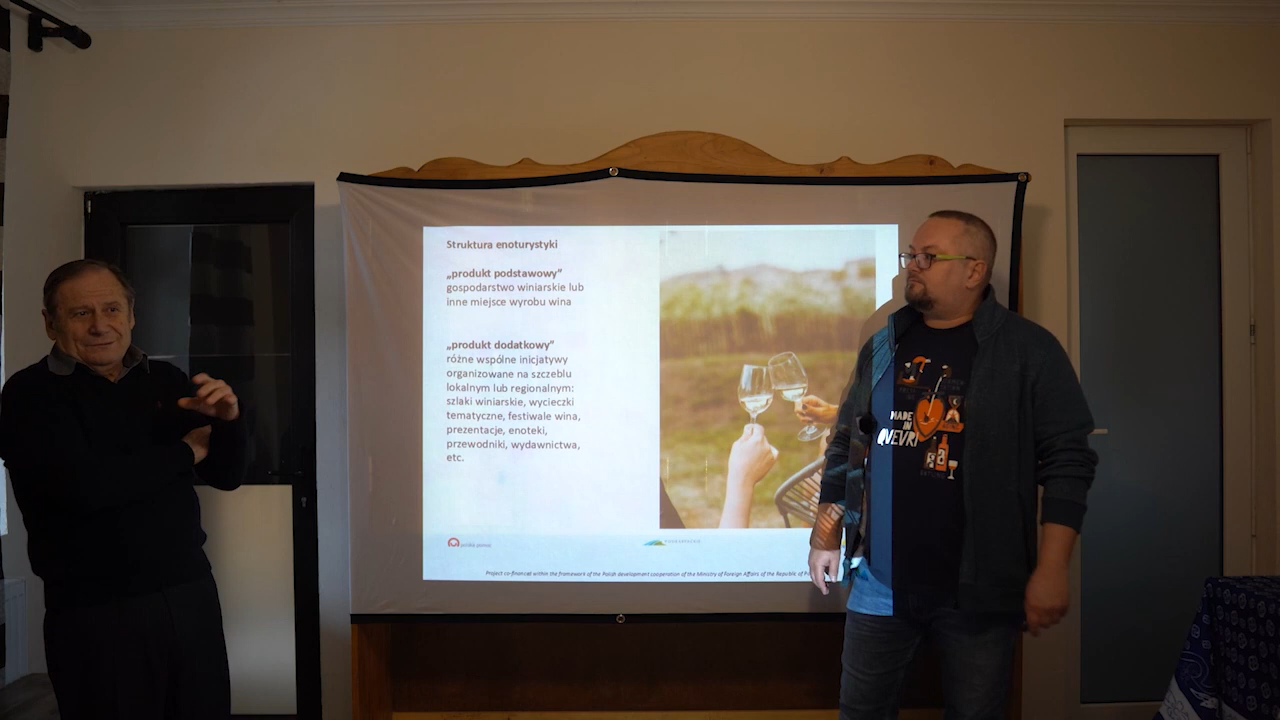 Struktura enoturystyki
„produkt podstawowy”
gospodarstwo winiarskie lub
inne miejsce wyrobu wina
„produkt dodatkowy”
różne wspólne inicjatywy
organizowane na szczeblu
lokalnym lub regionalnym:
szlaki winiarskie, wycieczki
tematyczne, festiwale wina,
prezentacje, enoteki,
przewodniki, wydawnictwa,
etc.
polska pomoc
Project co-financed within the framework of the Polish development cooperation of the Ministry of Foreign Affairs of the Republic of
MADE
IN
QVEVRI